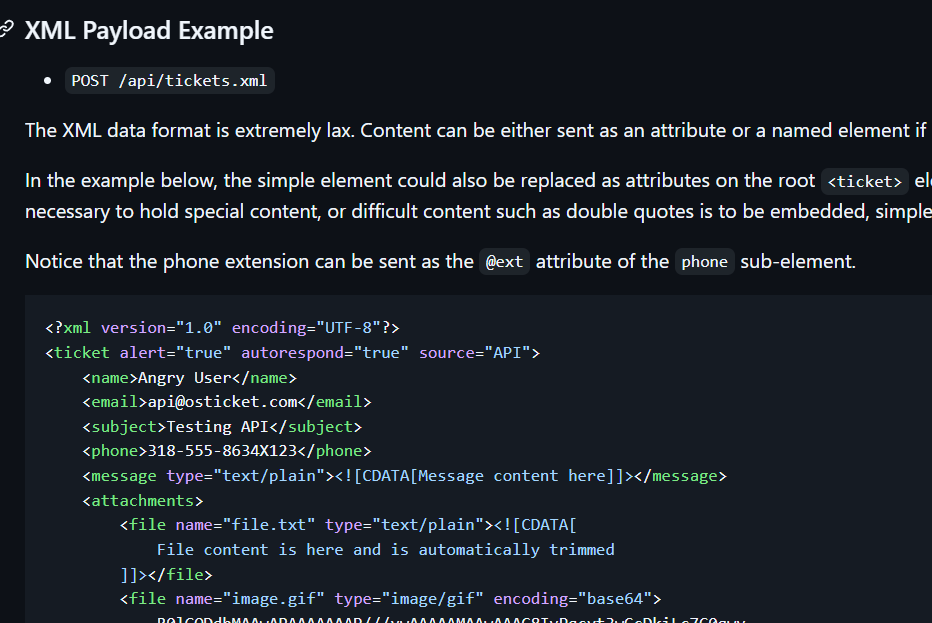 XML Payload Example
POST /api/tickets.xml
The XML data format is extremely lax. Content can be either sent as an attribute or a named element if
In the example below, the simple element could also be replaced as attributes on the root <ticket>
necessary to hold special content, or difficult content such as double quotes is to be embedded, simple
Notice that the phone extension can be sent as the @ext attribute of the phone sub-element.
<?xml version="1.0" encoding="UTF-8"?>
<ticket alert="true" autorespond="true" source="API">
<name>Angry User</name>
<email>api@osticket.com</email>
<subject>Testing API</subject>
<phone>318-555-8634X123</phone>
<message type="text/plain"><![CDATA[Message content here]]></message>
<attachments>
<file name="file.txt" type="text/plain"><![CDATA[
File content is here and is automatically trimmed
]]></file>
<file name="image.gif" type="image/gif" encoding="base64">